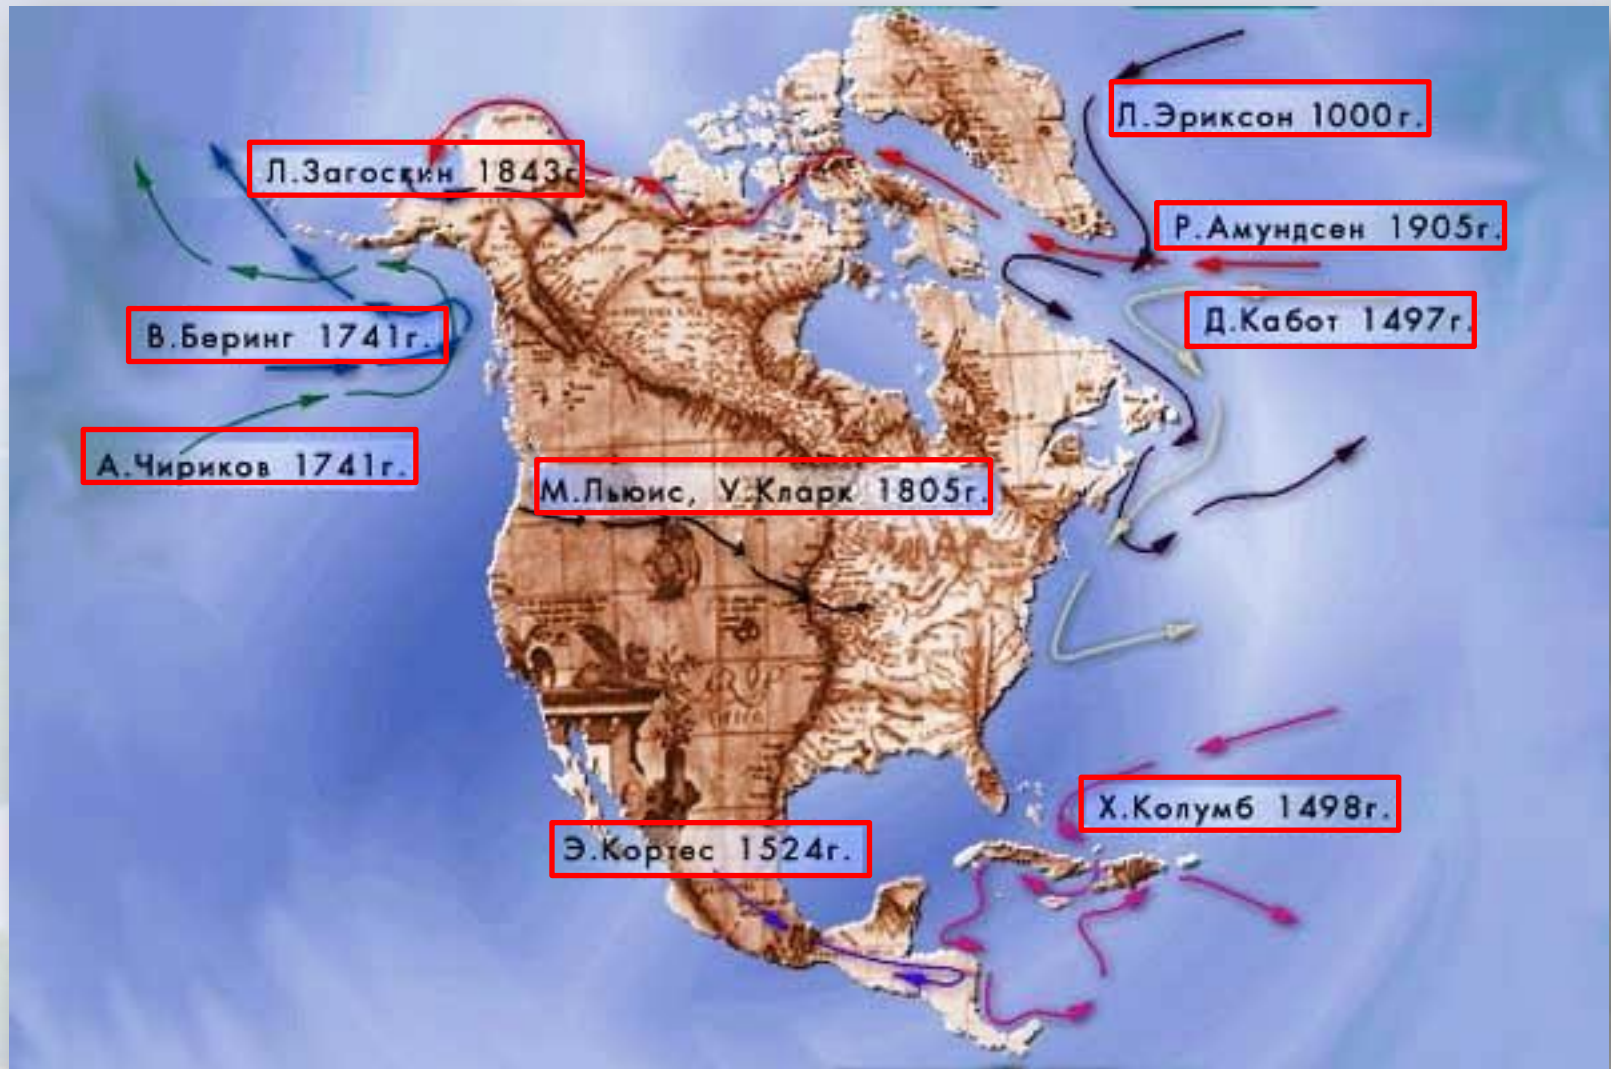 Л.Эриксон 1000г.
Л.Загоскин 1843г
Р.Амундсен 1905г.
Д.Кабот 1497г.
В.Беринг 1741г.
А.Чириков 1741г.
М.Льюис, У.Кларк 1805г.
Х.Колумб 1498г.
Э.Кортес 1524г.